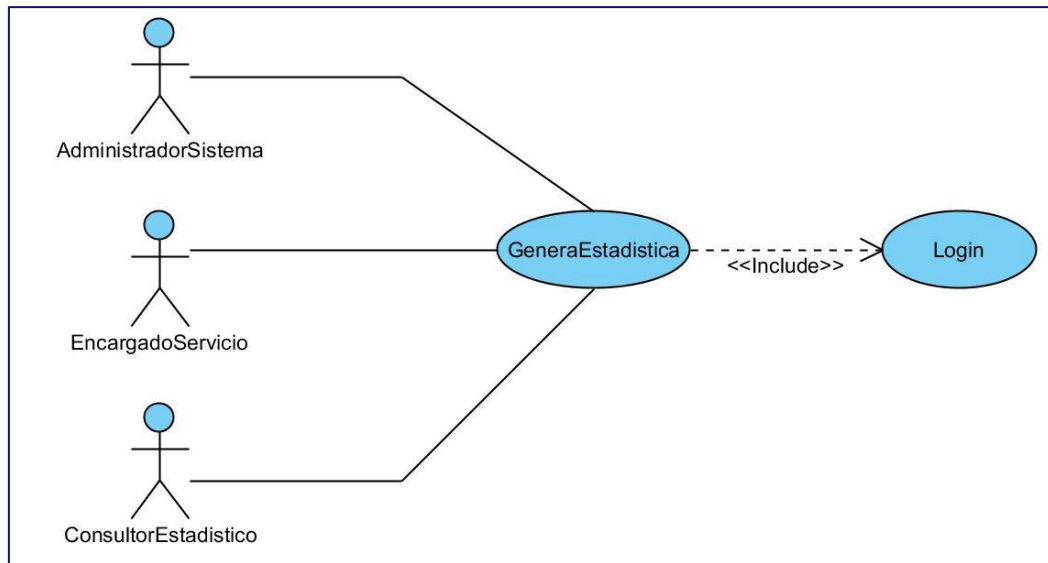 AdministradorSistema
EncargadoServicio
GeneraEstadistica
<<Include>>
Login
ConsultorEstadistico